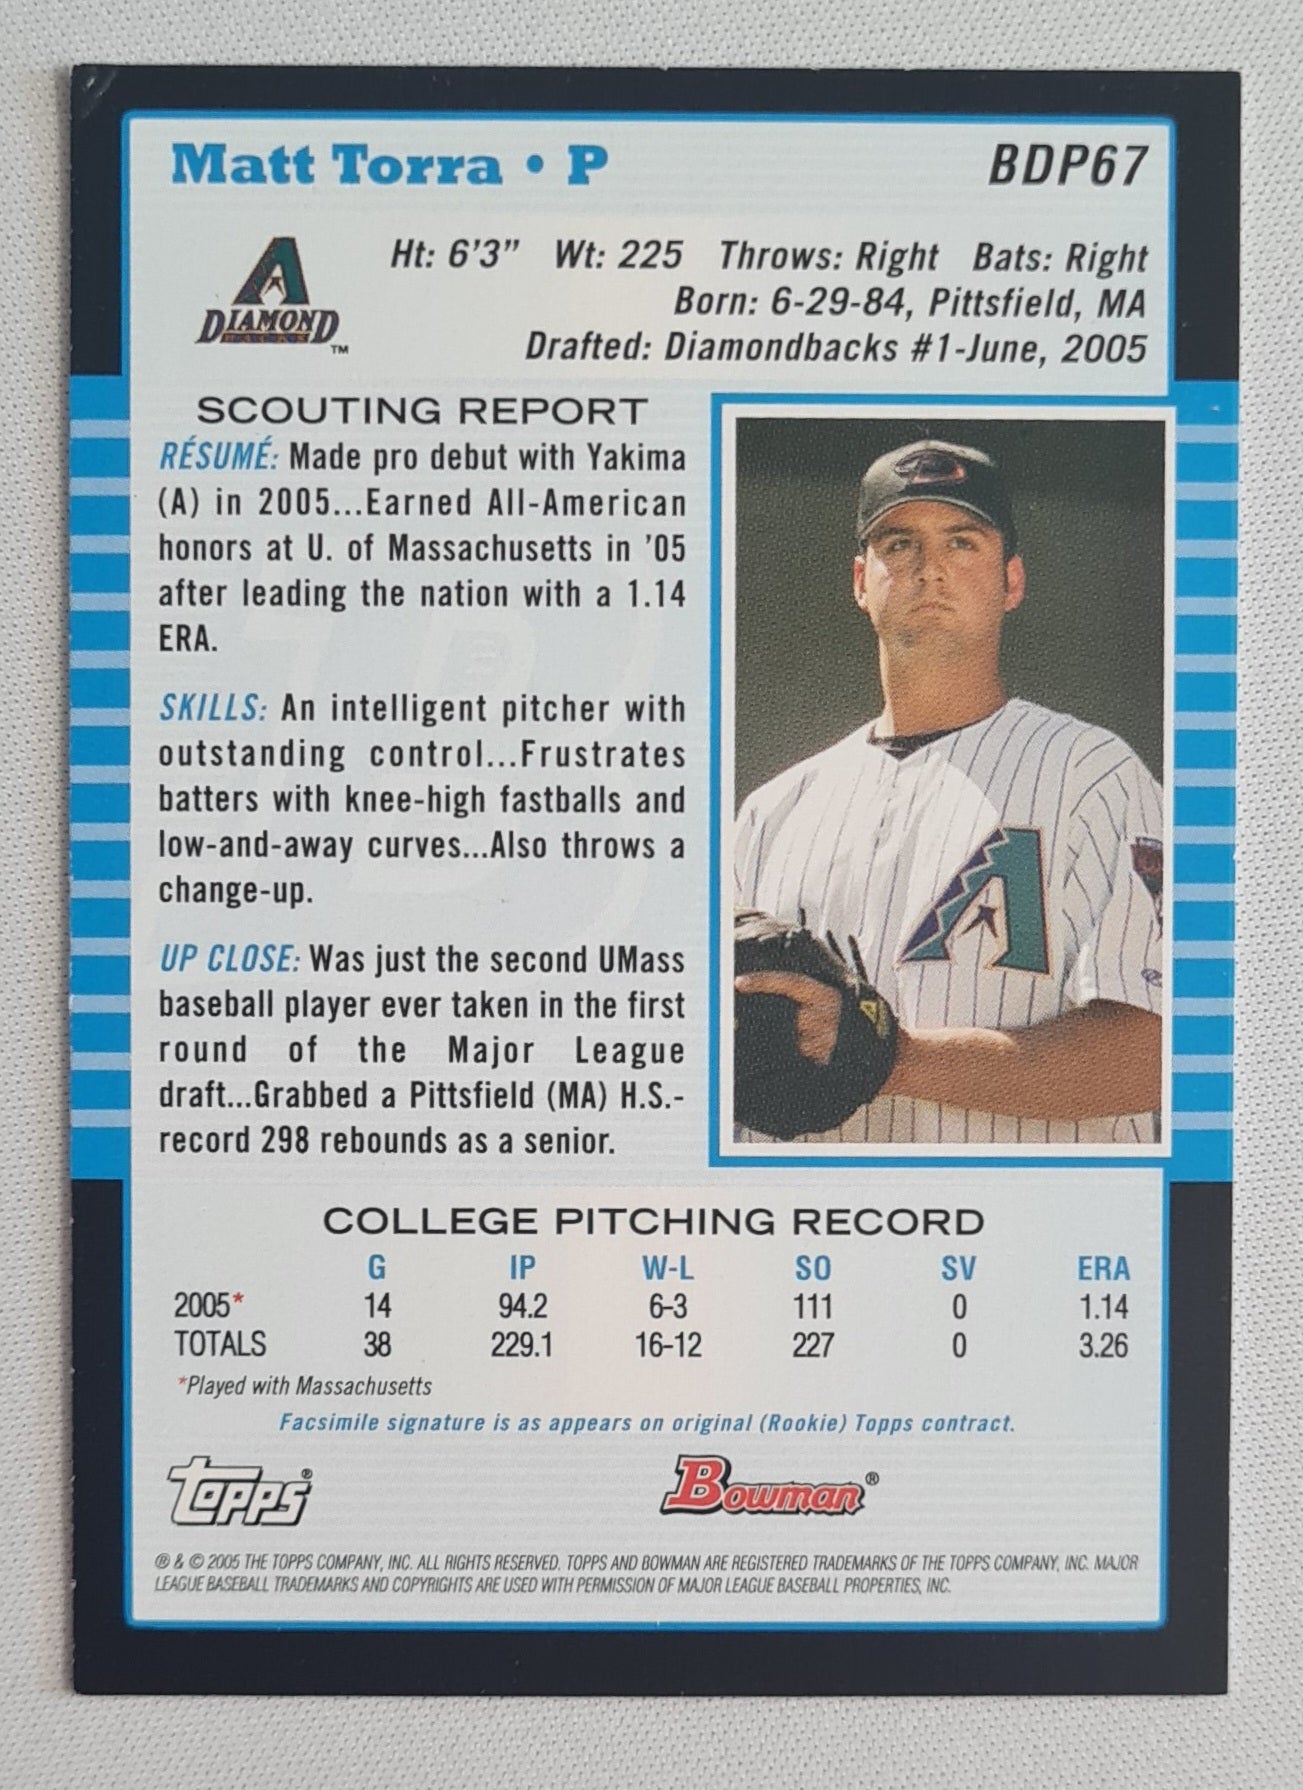 Matt Torra • P BDP67
Ht: 6'3" Wt: 225 Throws: Right Bats: Right
Born: 6-29-84, Pittsfield, MA
Drafted: Diamondbacks #1-June, 2005
A
DIAMOND
BACKS TM
SCOUTING REPORT
RÉSUMÉ: Made pro debut with Yakima
(A) in 2005...Earned All-American
honors at U. of Massachusetts in '05
after leading the nation with a 1.14
ERA.
SKILLS: An intelligent pitcher with
outstanding control...Frustrates
batters with knee-high fastballs and
low-and-away curves...Also throws a
change-up.
UP CLOSE: Was just the second UMass
baseball player ever taken in the first
round of the Major League
draft...Grabbed a Pittsfield (MA) H.S.-
record 298 rebounds as a senior.
A
COLLEGE PITCHING RECORD
G IP W-L SO SV ERA
2005* 14 94.2 6-3 111 0 1.14
TOTALS 38 229.1 16-12 227 0 3.26
*Played with Massachusetts
Facsimile signature is as appears on original (Rookie) Topps contract.
Topps® Bowman®
® & © 2005 THE TOPPS COMPANY, INC. ALL RIGHTS RESERVED. TOPPS AND BOWMAN ARE REGISTERED TRADEMARKS OF THE TOPPS COMPANY, INC. MAJOR
LEAGUE BASEBALL TRADEMARKS AND COPYRIGHTS ARE USED WITH PERMISSION OF MAJOR LEAGUE BASEBALL PROPERTIES, INC.